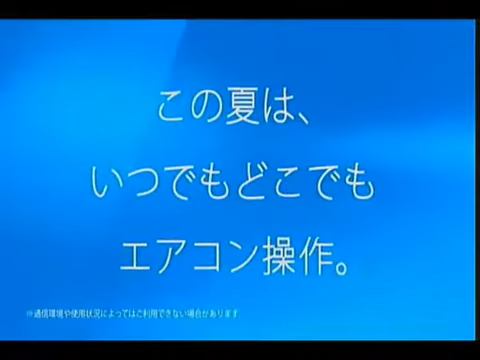 この夏は、
いつでもどこでも
エアコン操作。
※通信環境や使用状況によってはご利用できない場合があります